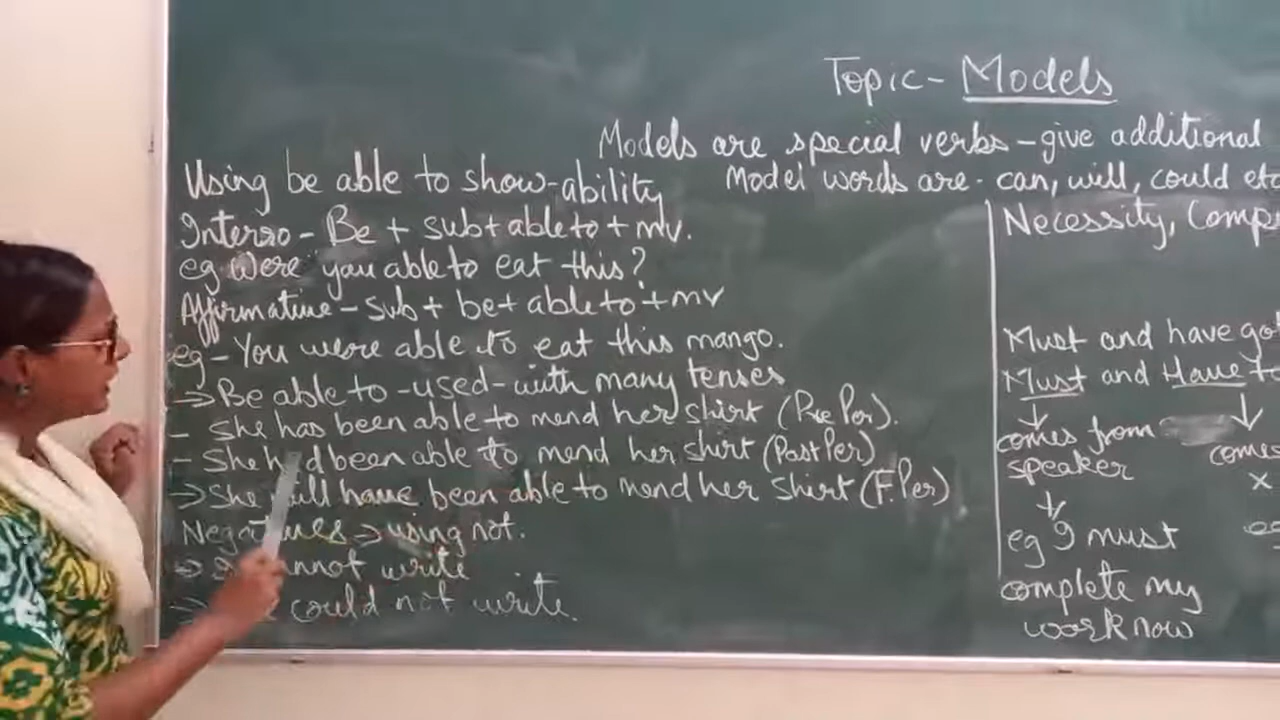 Topic- Models
Models are special verbs - give additional
Model words are - can, will, could etc
Using be able to show-ability
Interro - Be + sub + able to + mv.
eg Were you able to eat this?
Affirmative - sub + be + able to + mv
eg - You were able to eat this mango.
→ Be able to - used - with many tenses
- She has been able to mend her shirt (Pre Per).
- She had been able to mend her shirt (Past Per)
→ She will have been able to mend her shirt (F. Per)
Negatives → using not.
→ I cannot write
→ could not write.
Necessity,
Must and have got
Must and Have to
↓ ↓
comes from
speaker
comes
x
↓
eg I must
complete my
work now